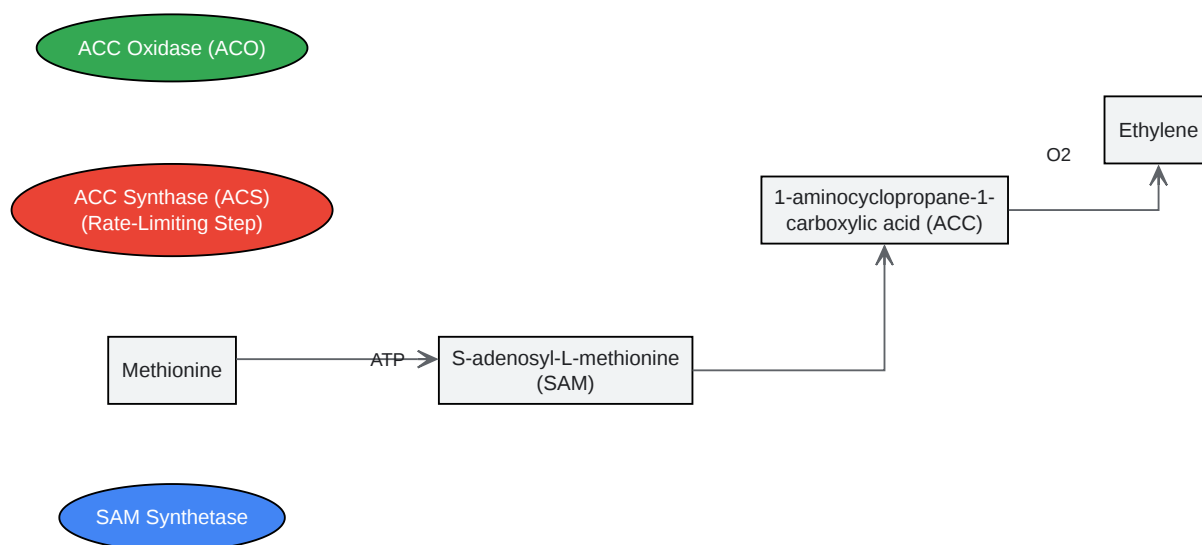 ACC Oxidase (ACO)
Ethylene
O2
ACC Synthase (ACS)
(Rate-Limiting Step)
1-aminocyclopropane-1-
carboxylic acid (ACC)
Methionine
ATP
S-adenosyl-L-methionine
(SAM)
SAM Synthetase